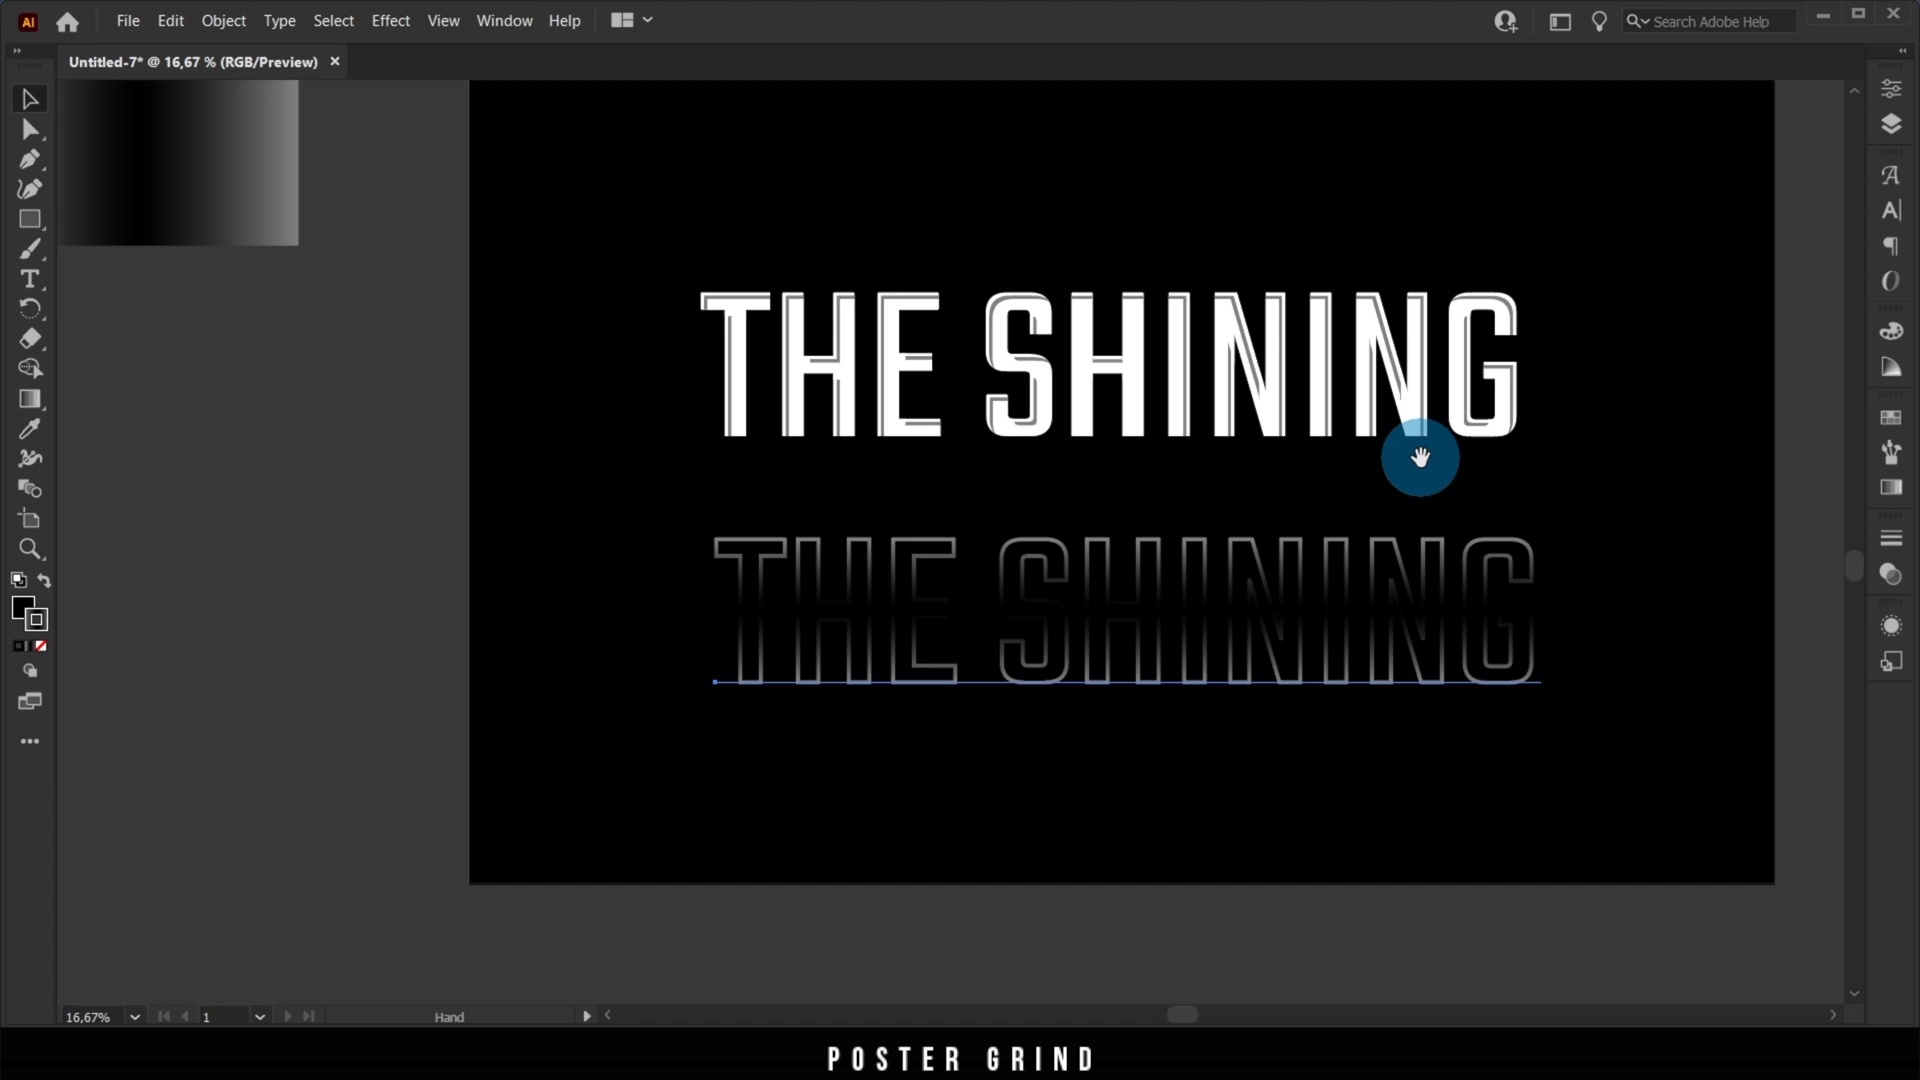 Ai File Edit Object Type Select Effect View Window Help Search Adobe Help
Untitled-7* @ 16,67 % (RGB/Preview) ×
THE SHINING
THE SHINING
16,67% 1 Hand
POSTER GRIND